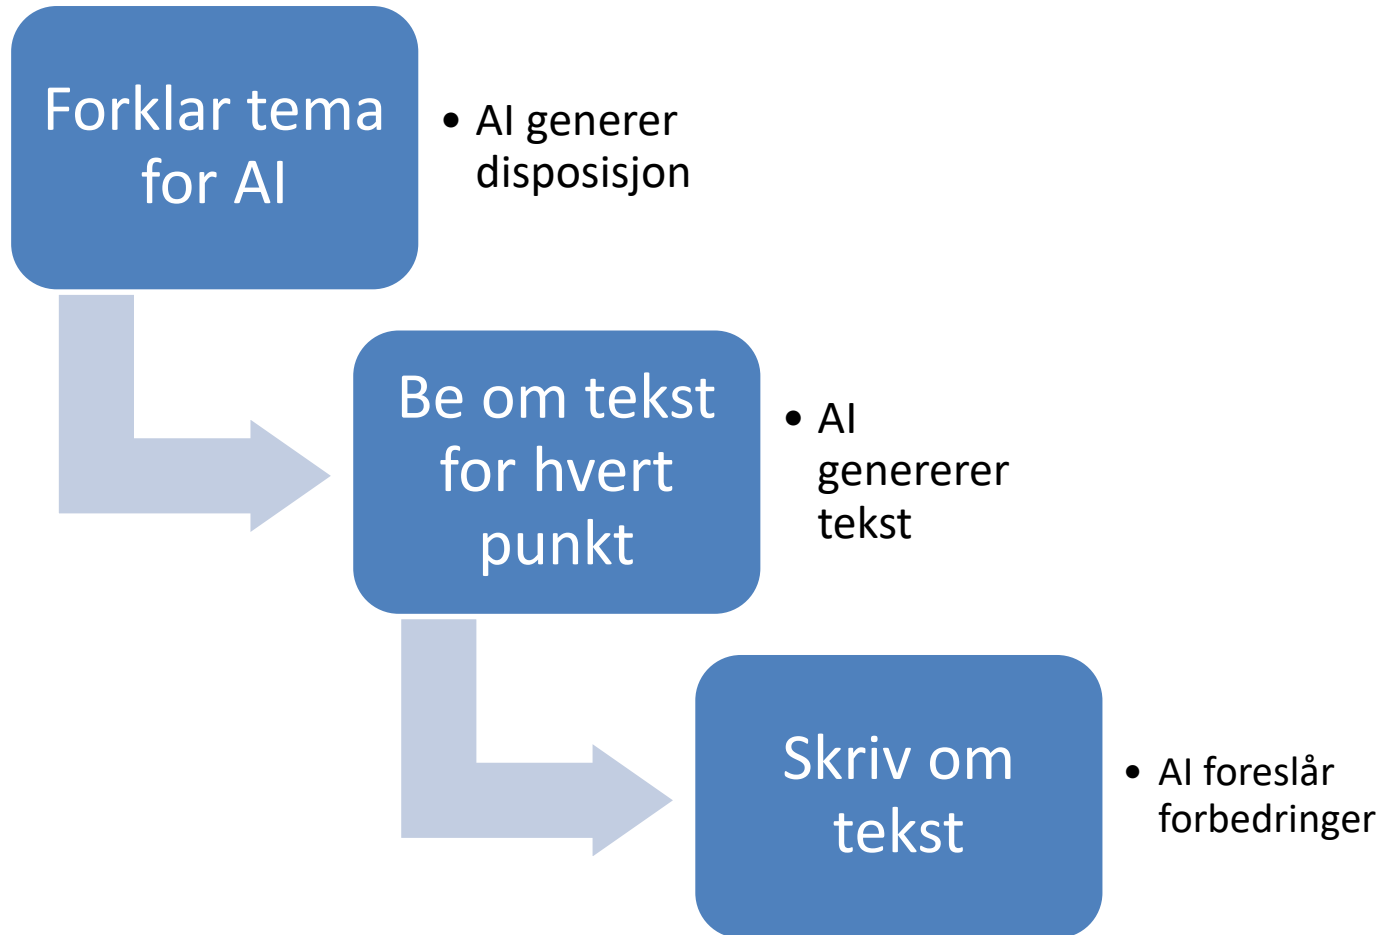 Forklar tema
for AI
• AI generer
disposisjon
Be om tekst
for hvert
punkt
• AI
genererer
tekst
Skriv om
tekst
• AI foreslår
forbedringer